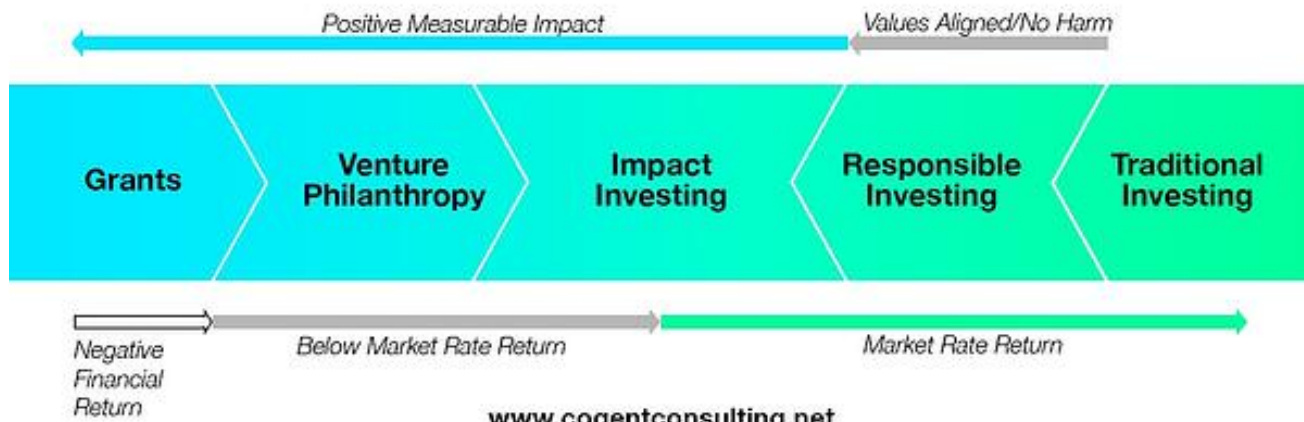 Positive Measurable Impact
Values Aligned/No Harm
Grants
Venture
Philanthropy
Impact
Investing
Responsible
Investing
Traditional
Investing
Negative
Financial
Return
Below Market Rate Return
Market Rate Return
www.cogentconsulting.net